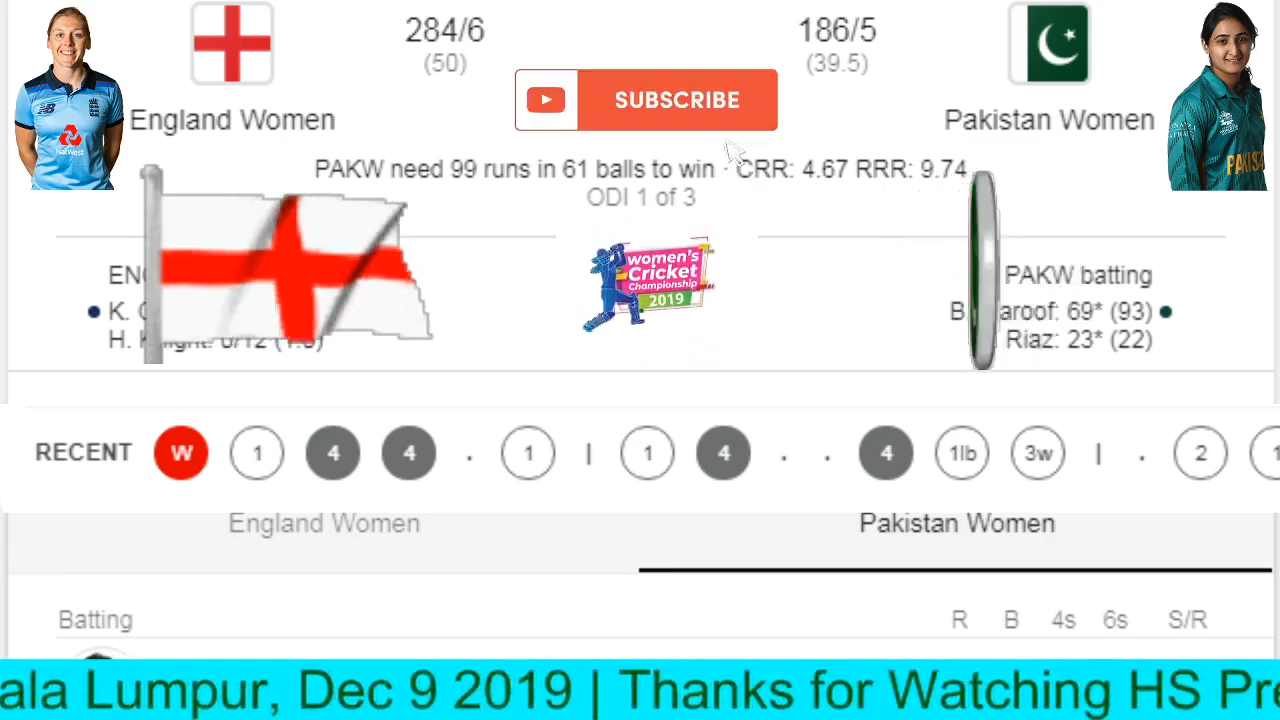 284/6
(50)
England Women
SUBSCRIBE
186/5
(39.5)
Pakistan Women
PAKW need 99 runs in 61 balls to win · CRR: 4.67 RRR: 9.74
ODI 1 of 3
women's
Cricket
Championship
2019
PAKW batting
K.
H.
aroof: 69* (93)
Riaz: 23* (22)
RECENT W 1 4 4 . 1 | 1 4 . . 4 1lb 3w | . 2 1
England Women Pakistan Women
Batting R B 4s 6s S/R
ala Lumpur, Dec 9 2019 | Thanks for Watching HS Pre